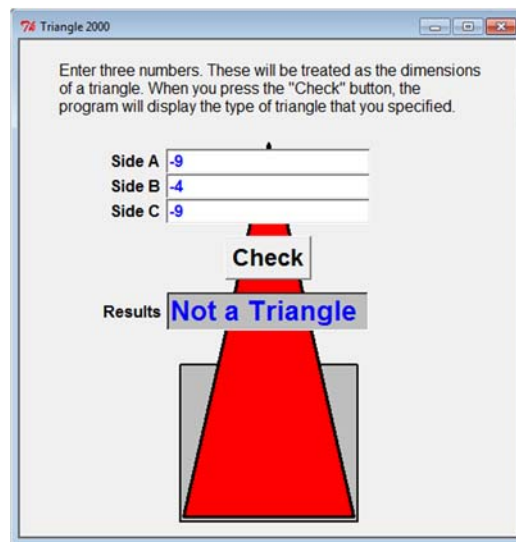 Triangle 2000
Enter three numbers. These will be treated as the dimensions
of a triangle. When you press the "Check" button, the
program will display the type of triangle that you specified.
Side A -9
Side B -4
Side C -9
Check
Results Not a Triangle